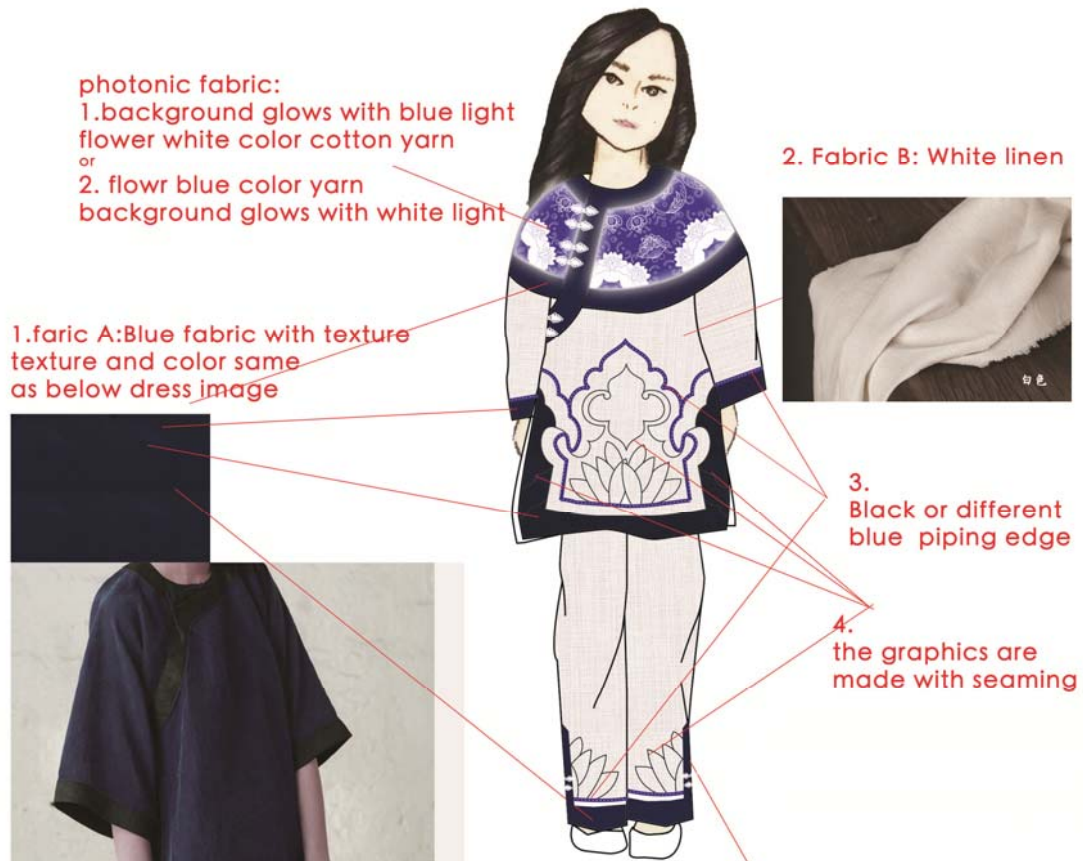 photonic fabric:
1.background glows with blue light
flower white color cotton yarn
or
2. flowr blue color yarn
background glows with white light
2. Fabric B: White linen
白色
1.faric A:Blue fabric with texture
texture and color same
as below dress image
3.
Black or different
blue piping edge
4.
the graphics are
made with seaming